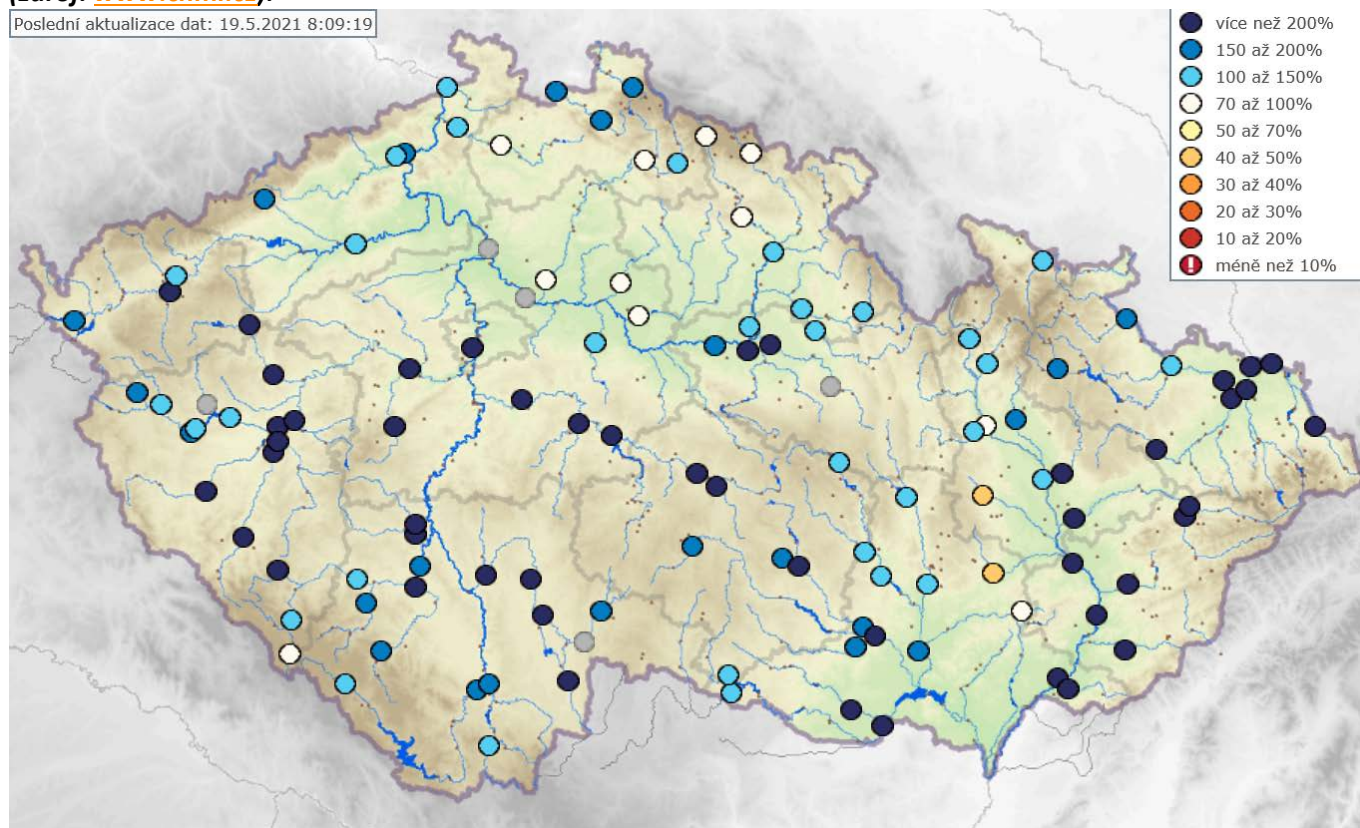 Poslední aktualizace dat: 19.5.2021 8:09:19
více než 200%
150 až 200%
100 až 150%
70 až 100%
50 až 70%
40 až 50%
30 až 40%
20 až 30%
10 až 20%
méně než 10%